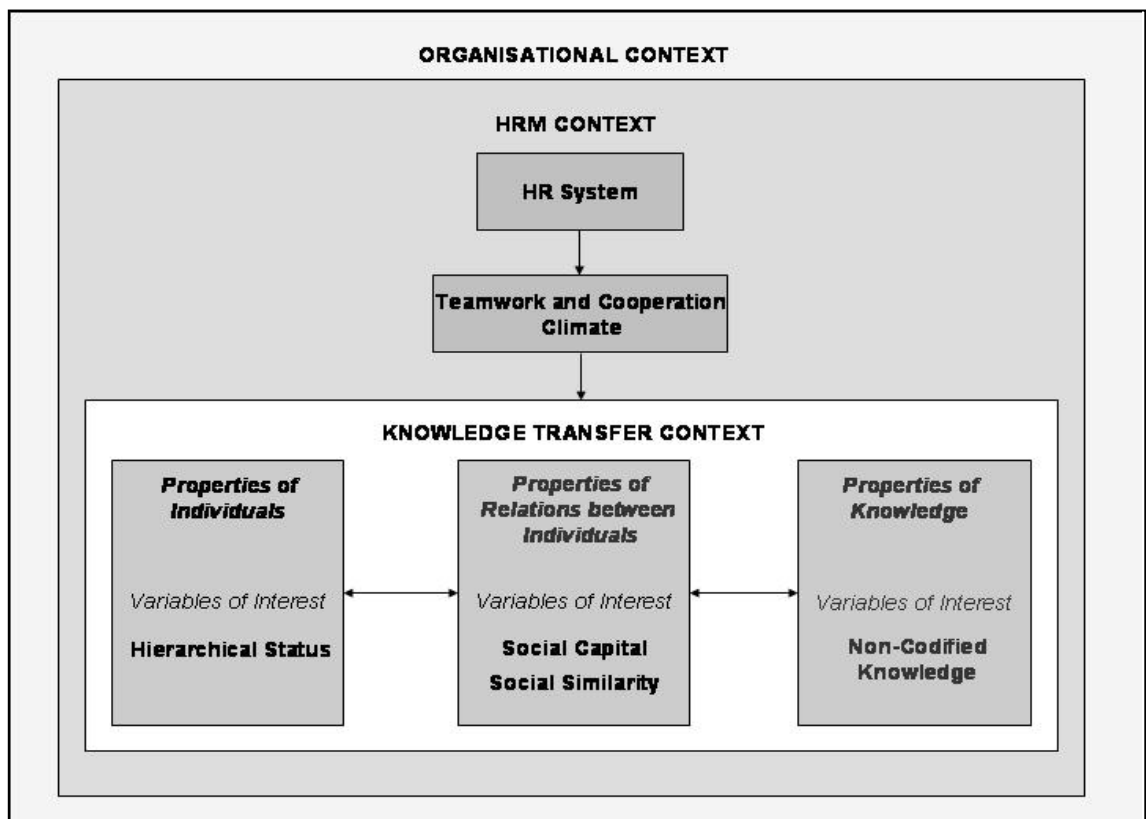 ORGANISATIONAL CONTEXT
HRM CONTEXT
HR System
Teamwork and Cooperation
Climate
KNOWLEDGE TRANSFER CONTEXT
Properties of
Individuals
Variables of Interest
Hierarchical Status
Properties of
Relations between
Individuals
Variables of Interest
Social Capital
Social Similarity
Properties of
Knowledge
Variables of Interest
Non-Codified
Knowledge